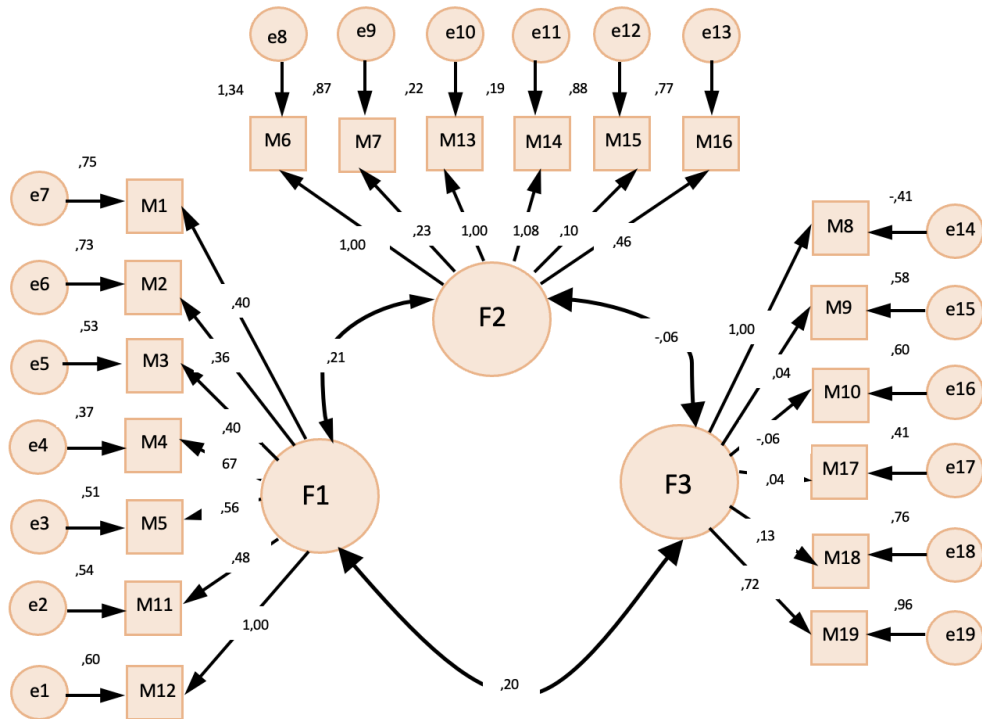 e8 e9 e10 e11 e12 e13
1,34 ,87 ,22 ,19 ,88 ,77
M6 M7 M13 M14 M15 M16
,75
e7 M1
,73
e6 M2
,53
e5 M3
,37
e4 M4
,51
e3 M5
,54
e2 M11
,60
e1 M12
1,00 ,23 1,00 1,08 ,10 ,46
F2
,40
,36
,40
67
,56
,48
1,00
F1
,21
-,06
,20
F3
1,00
,04
-,06
,04
,13
,72
-,41
M8 e14
,58
M9 e15
,60
M10 e16
,41
M17 e17
,76
M18 e18
,96
M19 e19